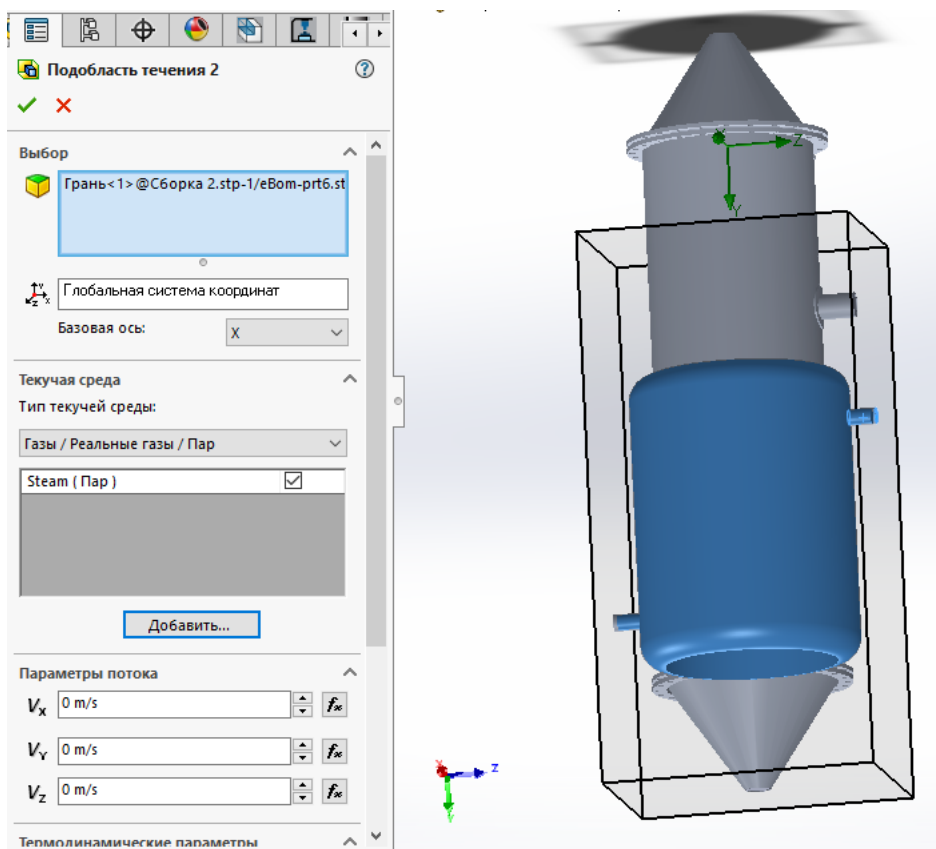 Подобласть течения 2
Выбор
Грань<1>@Сборка 2.stp-1/eBom-prt6.st
Глобальная система координат
Базовая ось:
X
Текучая среда
Тип текучей среды:
Газы / Реальные газы / Пар
Steam ( Пар )
Добавить...
Параметры потока
VX 0 m/s
VY 0 m/s
VZ 0 m/s
Термодинамические параметры
X
Z
Y
X
Z
Y